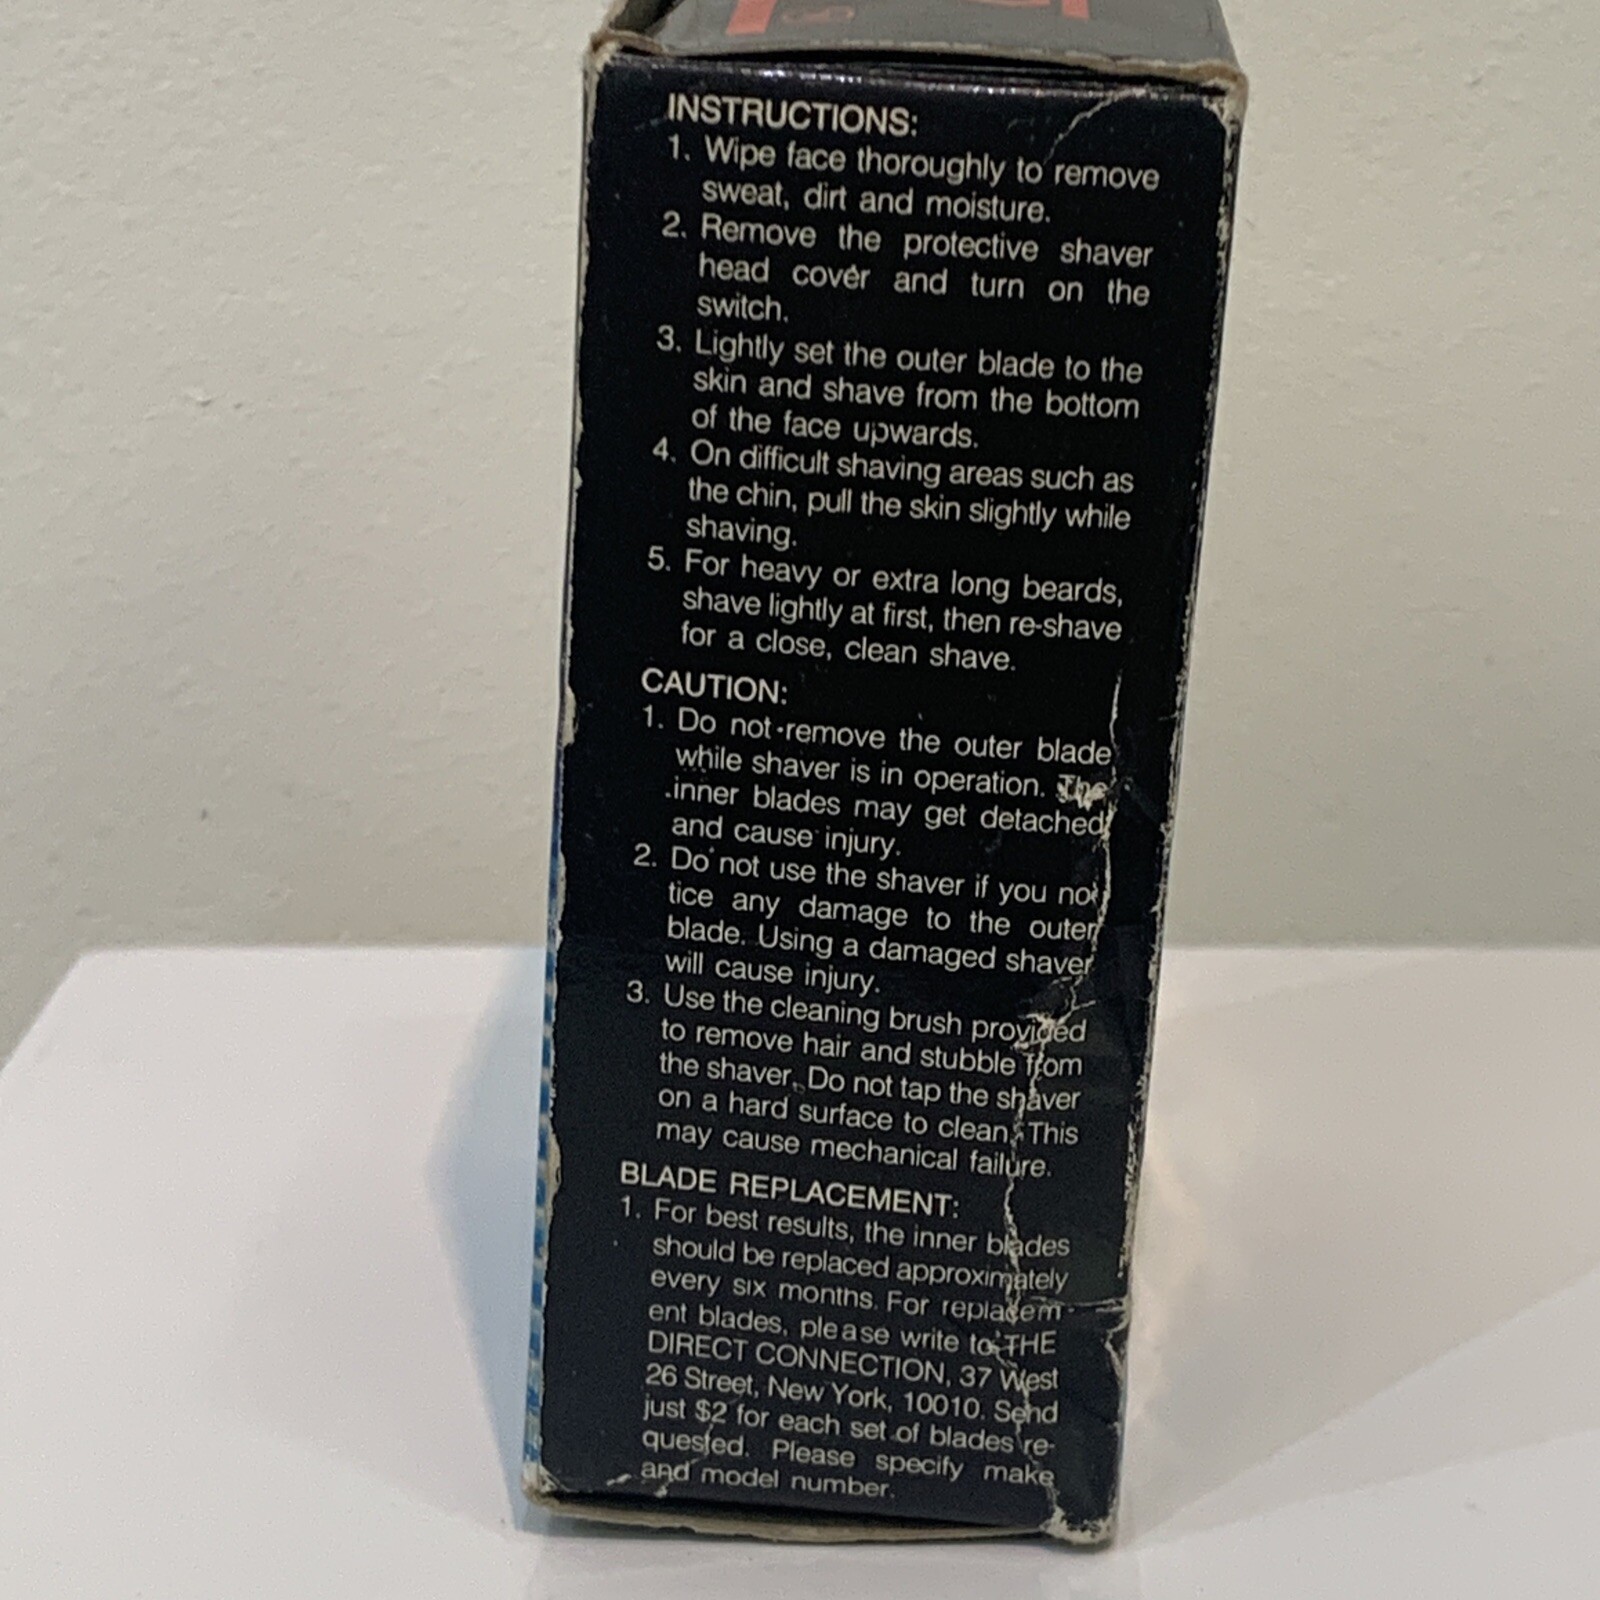 INSTRUCTIONS:
1. Wipe face thoroughly to remove
sweat, dirt and moisture.
2. Remove the protective shaver
head cover and turn on the
switch.
3. Lightly set the outer blade to the
skin and shave from the bottom
of the face upwards.
4. On difficult shaving areas such as
the chin, pull the skin slightly while
shaving.
5. For heavy or extra long beards,
shave lightly at first, then re-shave
for a close, clean shave.
CAUTION:
1. Do not remove the outer blade
while shaver is in operation. The
inner blades may get detached
and cause injury.
2. Do not use the shaver if you no
tice any damage to the outer
blade. Using a damaged shaver
will cause injury.
3. Use the cleaning brush provided
to remove hair and stubble from
the shaver. Do not tap the shaver
on a hard surface to clean. This
may cause mechanical failure.
BLADE REPLACEMENT:
1. For best results, the inner blades
should be replaced approximately
every six months. For replacem-
ent blades, please write to THE
DIRECT CONNECTION, 37 West
26 Street, New York, 10010. Send
just $2 for each set of blades re-
quested. Please specify make
and model number.